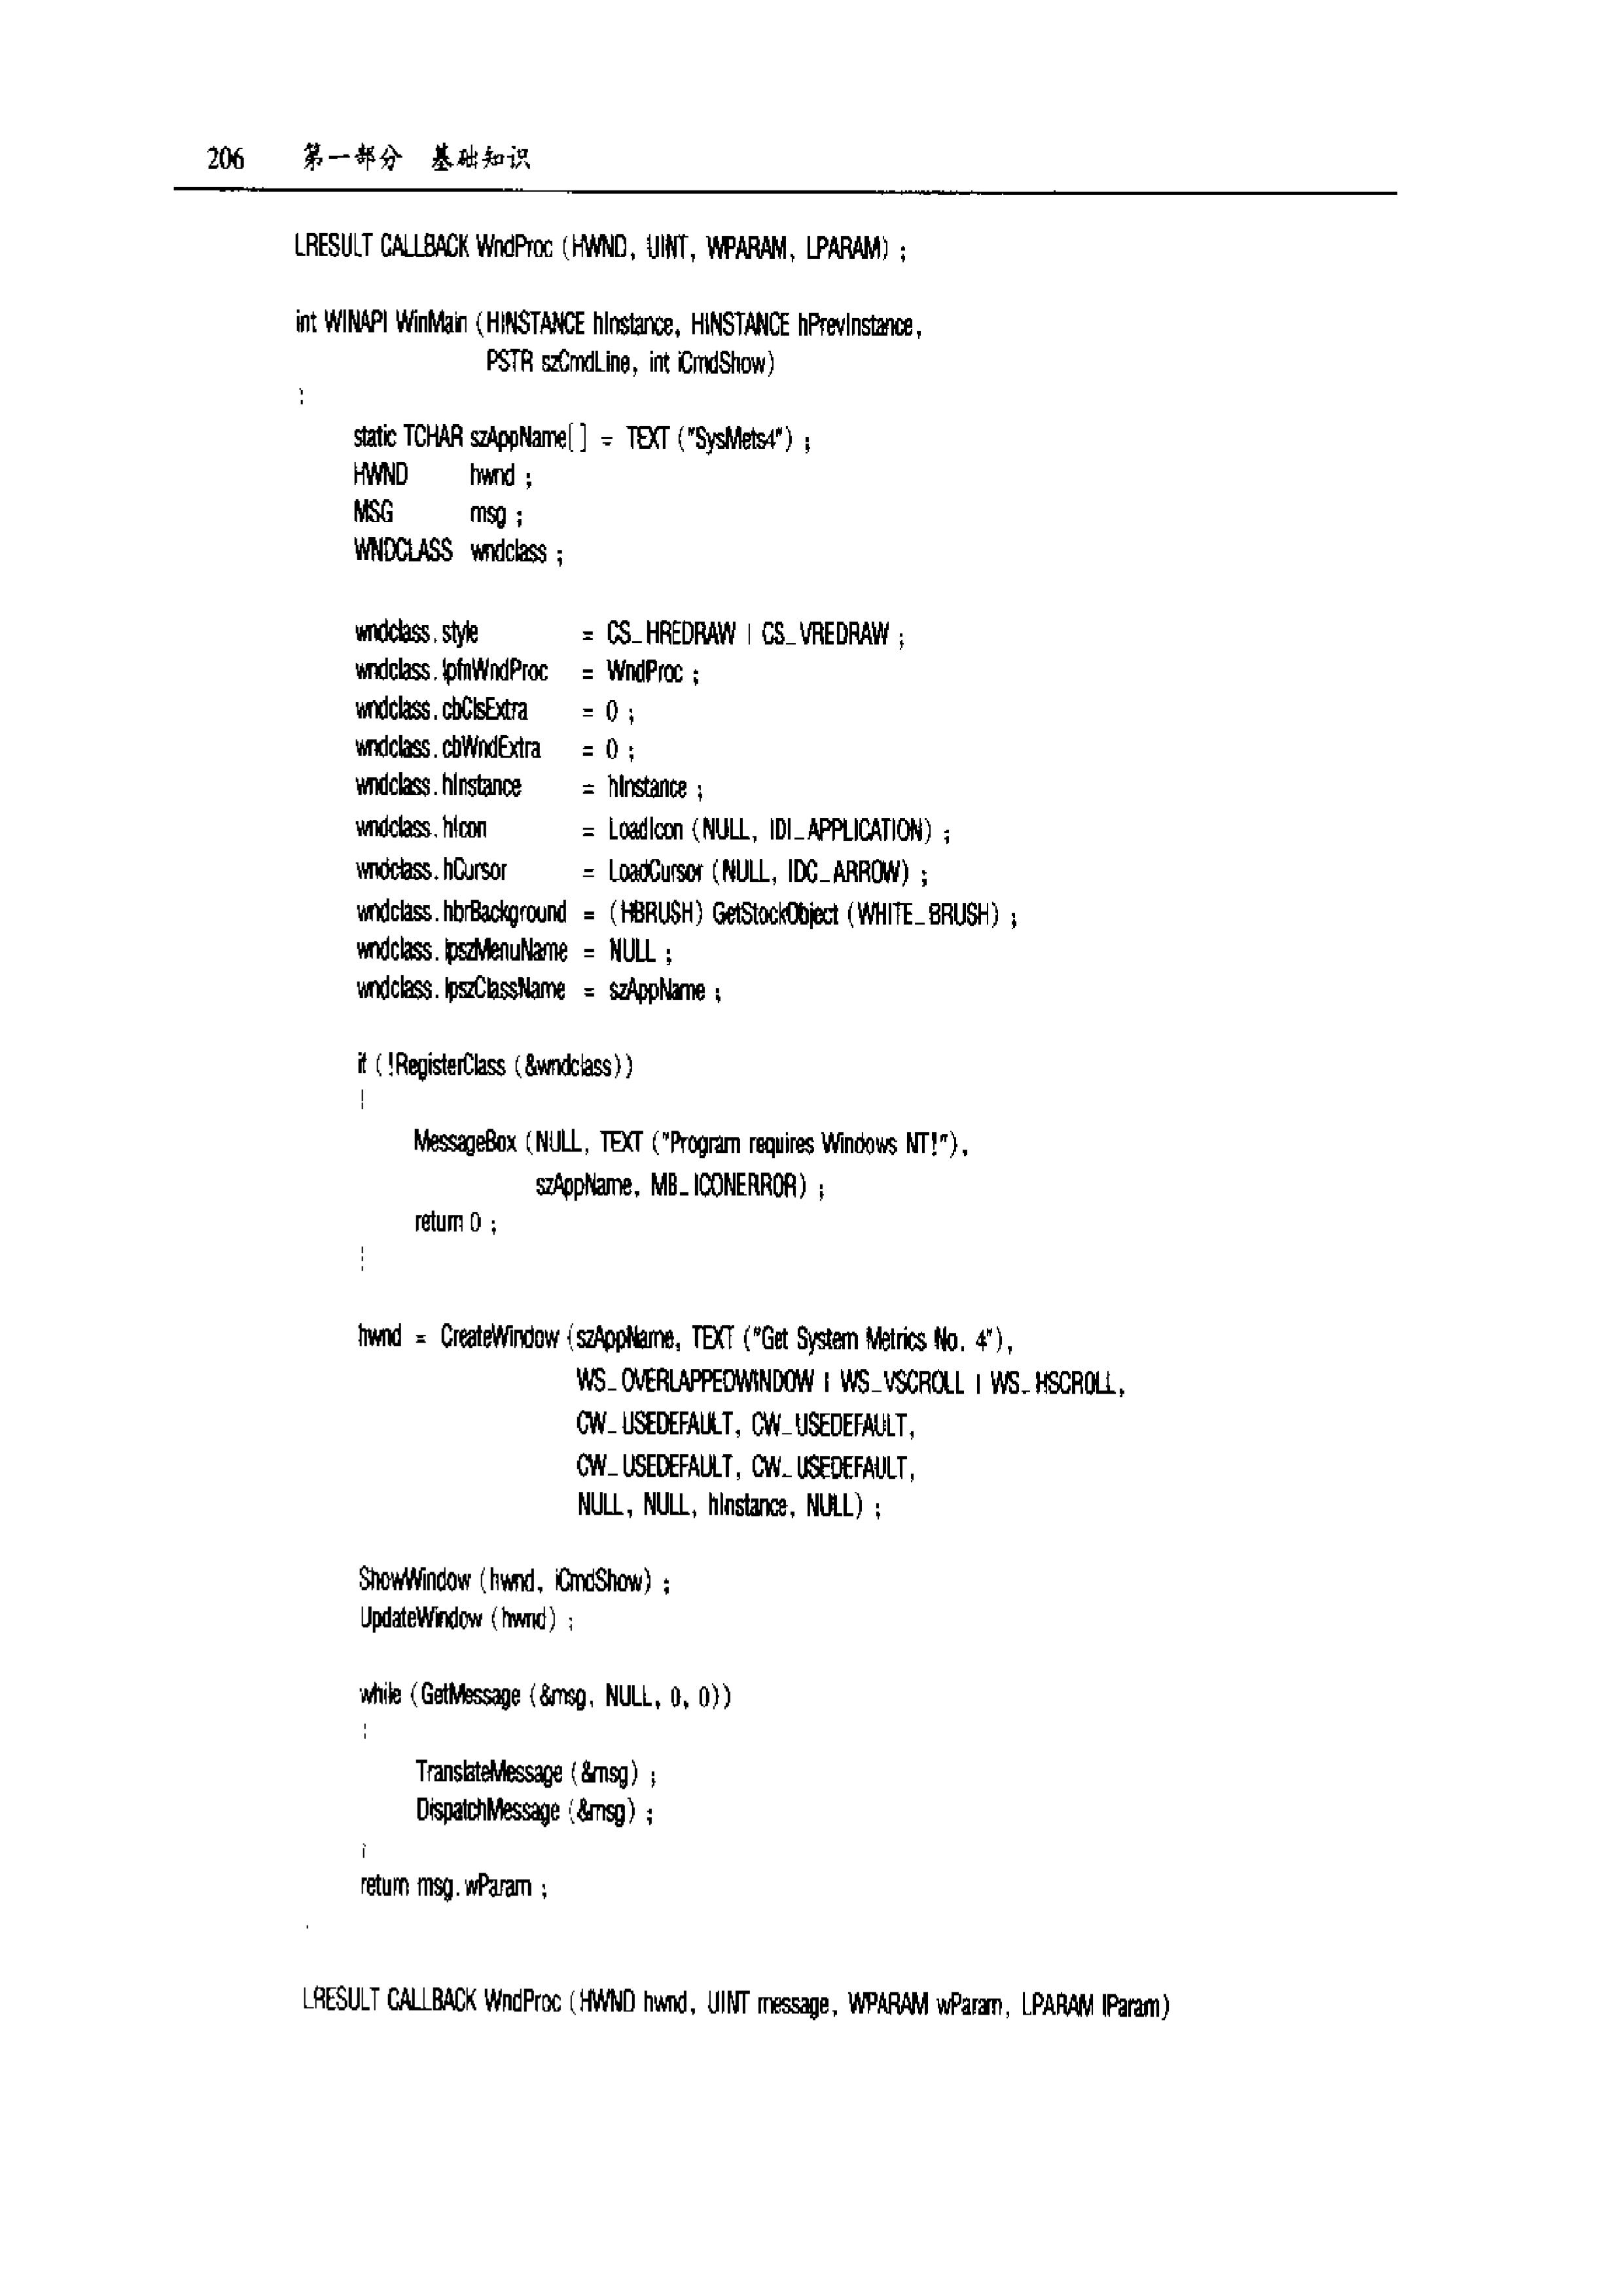 206 第一部分 基础知识
LRESULT CALLBACK WndProc (HWND, UINT, WPARAM, LPARAM) ;
int WINAPI WinMain (HINSTANCE hInstance, HINSTANCE hPrevInstance,
PSTR szCmdLine, int iCmdShow)
{
static TCHAR szAppName[] = TEXT ("SysMets4") ;
HWND hwnd ;
MSG msg ;
WNDCLASS wndclass ;
wndclass.style = CS_HREDRAW | CS_VREDRAW ;
wndclass.lpfnWndProc = WndProc ;
wndclass.cbClsExtra = 0 ;
wndclass.cbWndExtra = 0 ;
wndclass.hInstance = hInstance ;
wndclass.hIcon = LoadIcon (NULL, IDI_APPLICATION) ;
wndclass.hCursor = LoadCursor (NULL, IDC_ARROW) ;
wndclass.hbrBackground = (HBRUSH) GetStockObject (WHITE_BRUSH) ;
wndclass.lpszMenuName = NULL ;
wndclass.lpszClassName = szAppName ;
if (!RegisterClass (&wndclass))
{
MessageBox (NULL, TEXT ("Program requires Windows NT!"),
szAppName, MB_ICONERROR) ;
return 0 ;
}
hwnd = CreateWindow (szAppName, TEXT ("Get System Metrics No. 4"),
WS_OVERLAPPEDWINDOW | WS_VSCROLL | WS_HSCROLL,
CW_USEDEFAULT, CW_USEDEFAULT,
CW_USEDEFAULT, CW_USEDEFAULT,
NULL, NULL, hInstance, NULL) ;
ShowWindow (hwnd, iCmdShow) ;
UpdateWindow (hwnd) ;
while (GetMessage (&msg, NULL, 0, 0))
{
TranslateMessage (&msg) ;
DispatchMessage (&msg) ;
}
return msg.wParam ;
LRESULT CALLBACK WndProc (HWND hwnd, UINT message, WPARAM wParam, LPARAM lParam)